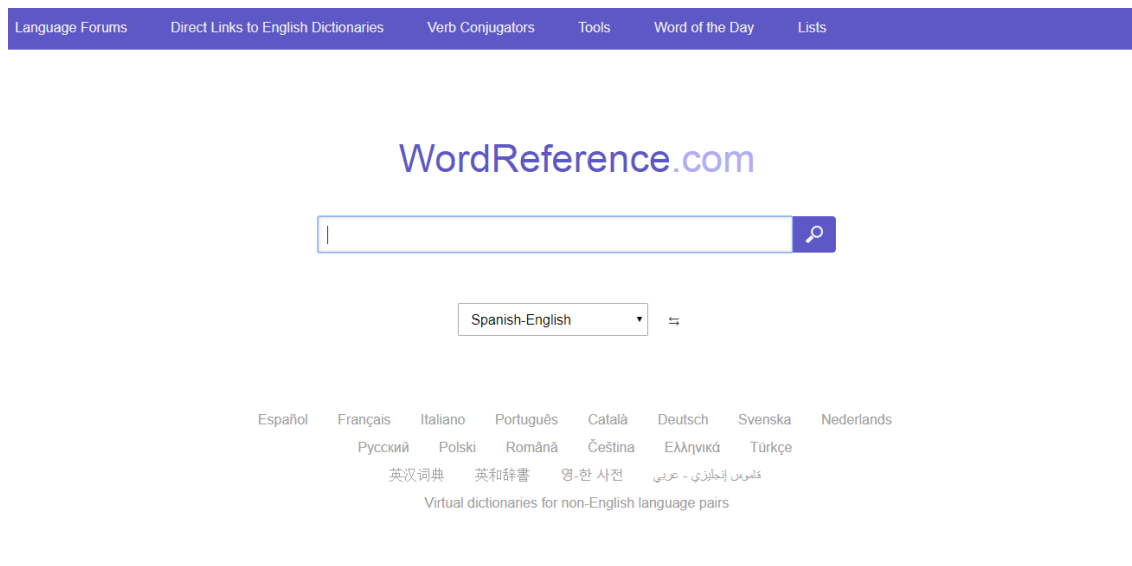 Language Forums Direct Links to English Dictionaries Verb Conjugators Tools Word of the Day Lists
WordReference.com
Spanish-English
Español Français Italiano Português Català Deutsch Svenska Nederlands
Русский Polski Română Čeština Ελληνικά Türkçe
英汉词典 英和辞書 영-한 사전 قاموس إنجليزي - عربي
Virtual dictionaries for non-English language pairs